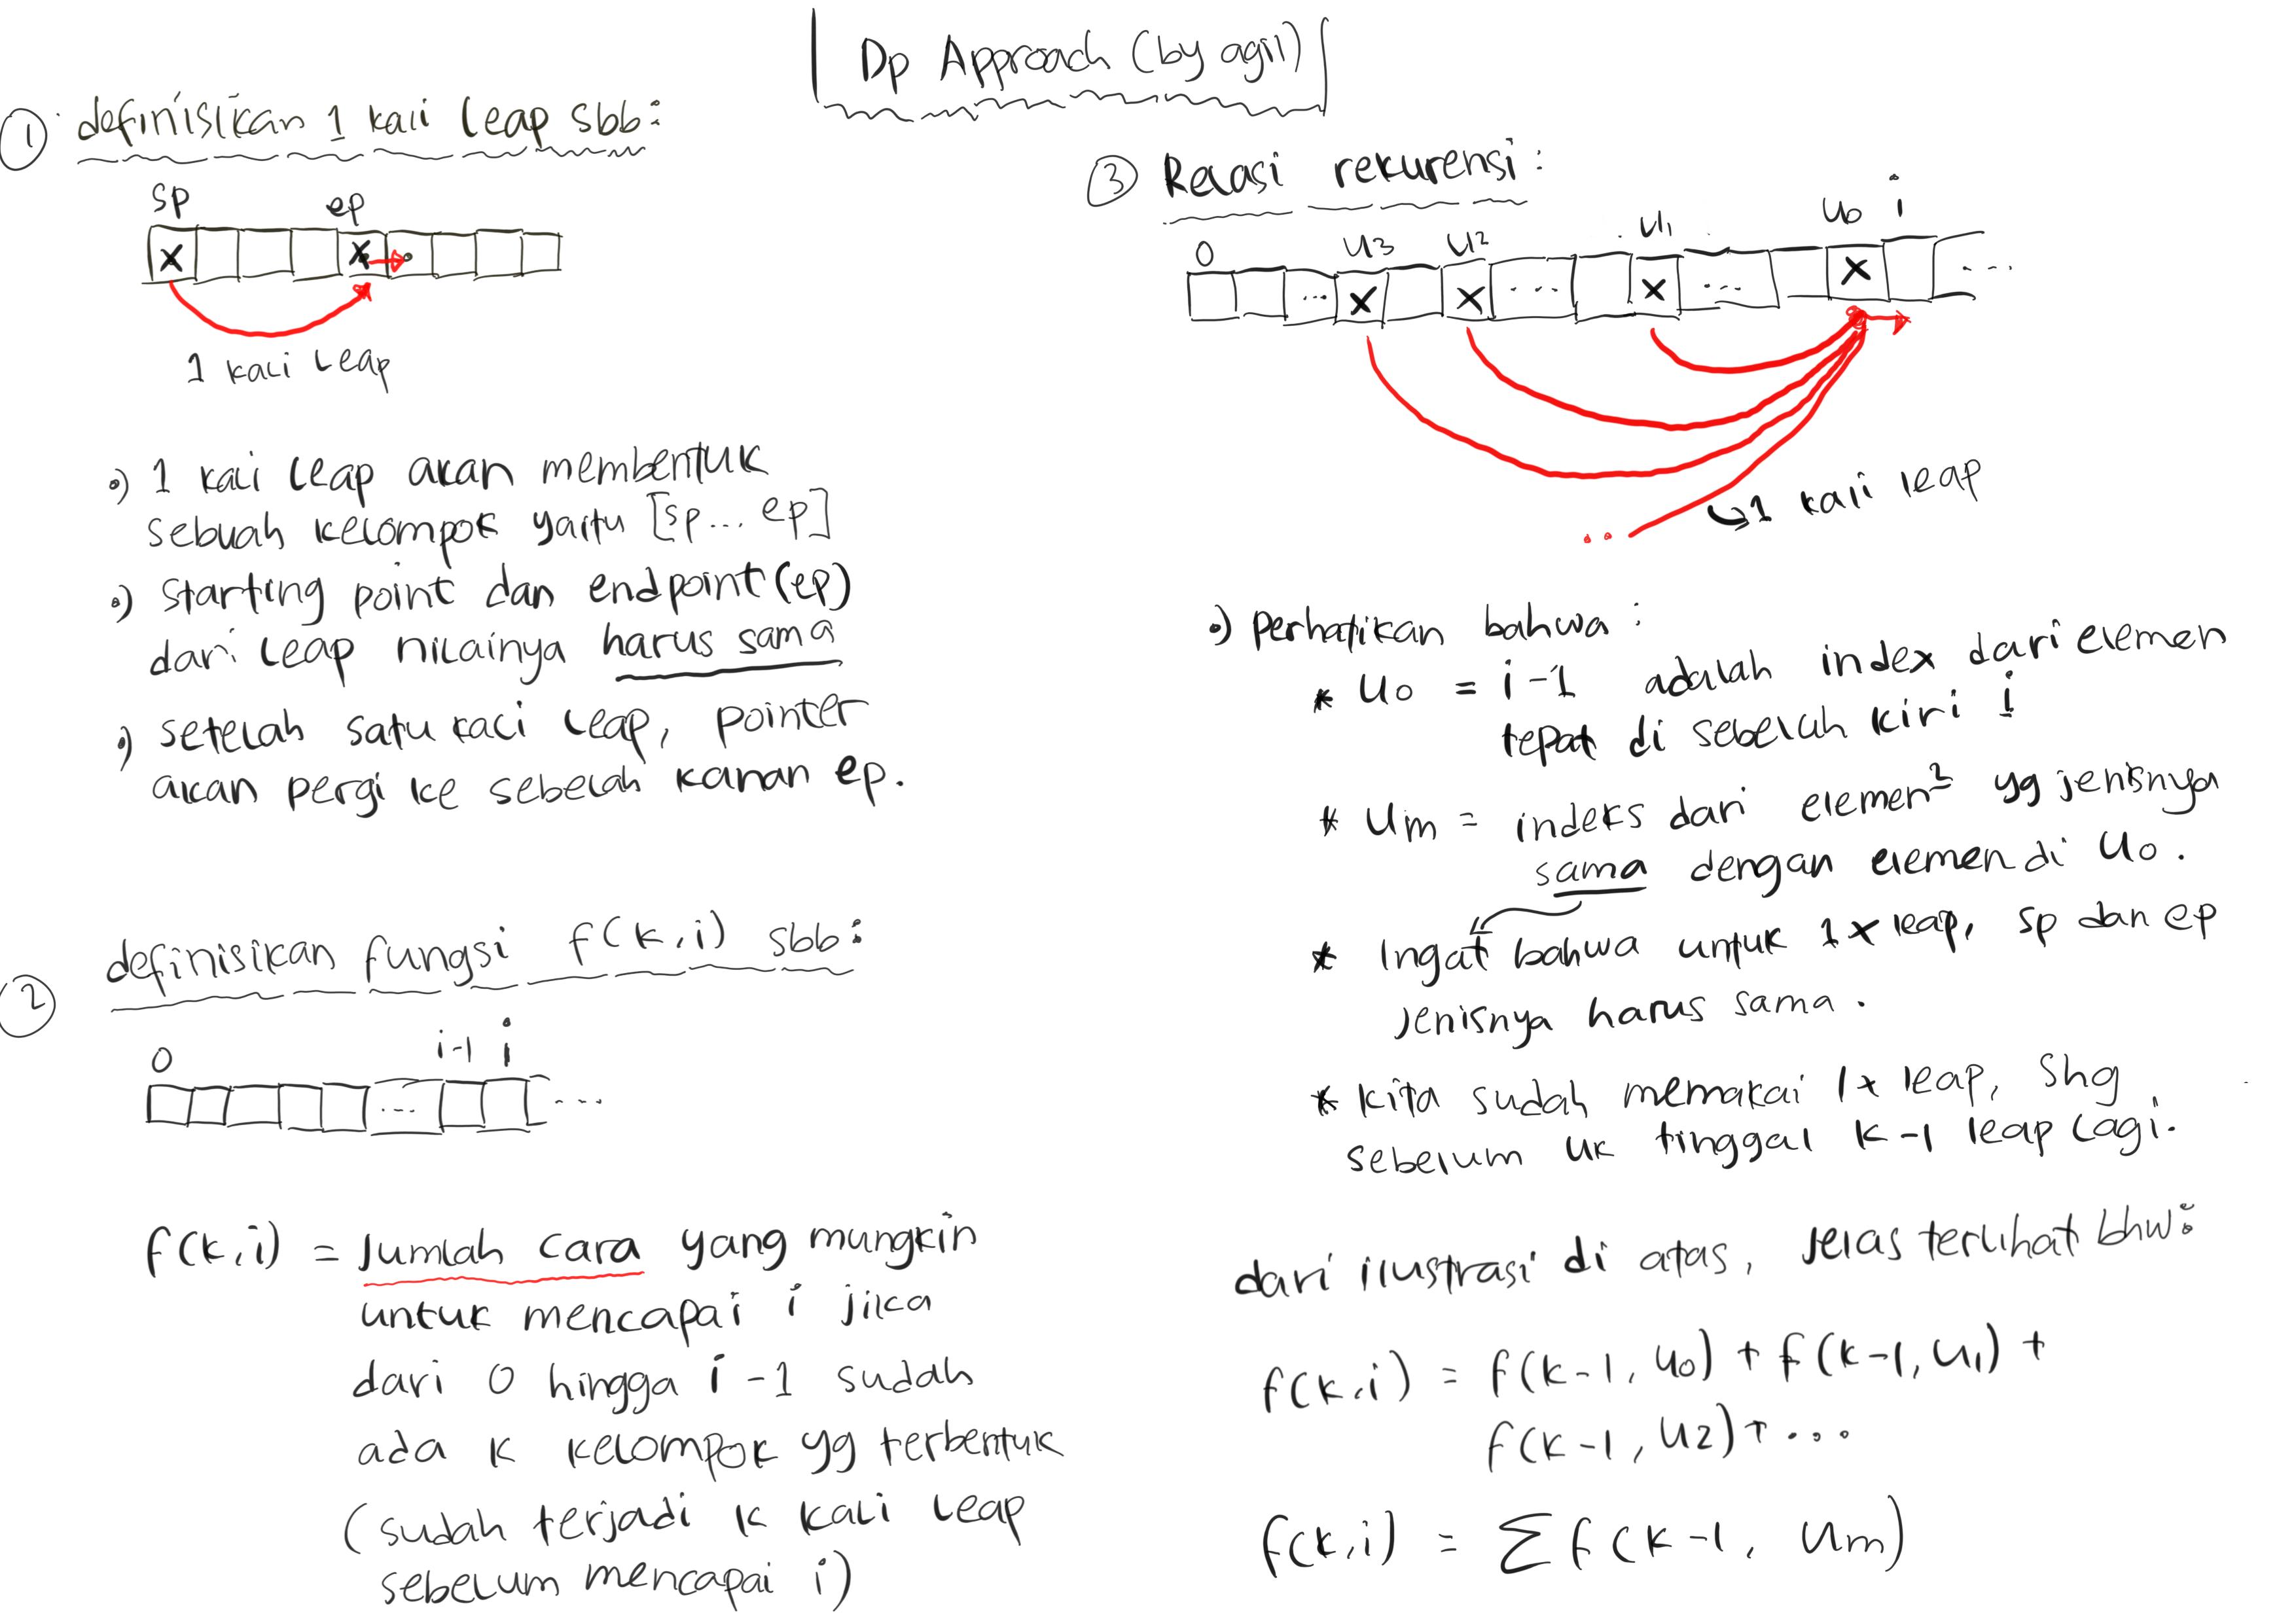 Dp Approach (by agil)
① definisikan 1 kali leap sbb:
sp ep
x x
1 kali leap
•) 1 kali leap akan membentuk
sebuah kelompok yaitu [sp... ep]
•) starting point dan endpoint (ep)
dari leap nilainya harus sama
•) setelah satu kali leap, pointer
akan pergi ke sebelah kanan ep.
② definisikan fungsi f(k,i) sbb:
0 i-1 i
... ...
f(k,i) = Jumlah cara yang mungkin
untuk mencapai i jika
dari 0 hingga i-1 sudah
ada k kelompok yg terbentuk
(sudah terjadi k kali leap
sebelum mencapai i)
③ Relasi rekurensi:
0 u3 u2 u1 u0 i
... x x ... x ... x ...
.. 1 kali leap
•) perhatikan bahwa:
* u0 = i-1 adalah index dari elemen
tepat di sebelah kiri i
* um = indeks dari elemen² yg jenisnya
sama dengan elemen di u0.
* Ingat bahwa untuk 1x leap, sp dan ep
jenisnya harus sama.
* kita sudah memakai 1x leap, shg
sebelum uk tinggal k-1 leap lagi.
dari ilustrasi di atas, jelas terlihat bhw:
f(k,i) = f(k-1, u0) + f(k-1, u1) +
f(k-1, u2) + ...
f(k,i) = Σ f(k-1, um)